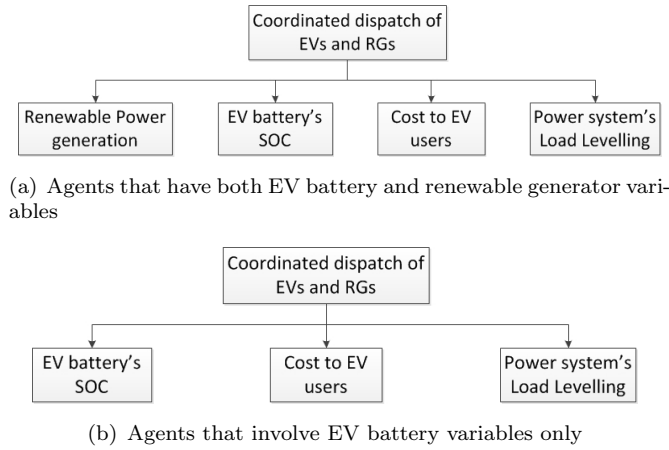 Coordinated dispatch of
EVs and RGs
Renewable Power
generation
EV battery's
SOC
Cost to EV
users
Power system's
Load Levelling
(a) Agents that have both EV battery and renewable generator vari-
ables
Coordinated dispatch of
EVs and RGs
EV battery's
SOC
Cost to EV
users
Power system's
Load Levelling
(b) Agents that involve EV battery variables only